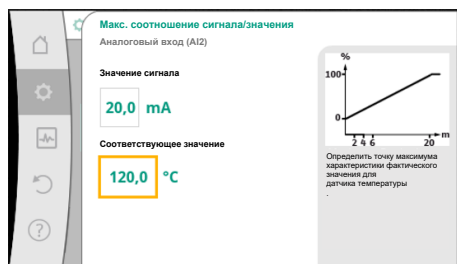 Макс. соотношение сигнала/значения
Аналоговый вход (AI2)
Значение сигнала
20,0 mA
Соответствующее значение
120,0 °C
%
100
0
2 4 6 20 m
Определить точку максимума
характеристики фактического
значения для
датчика температуры
.
?